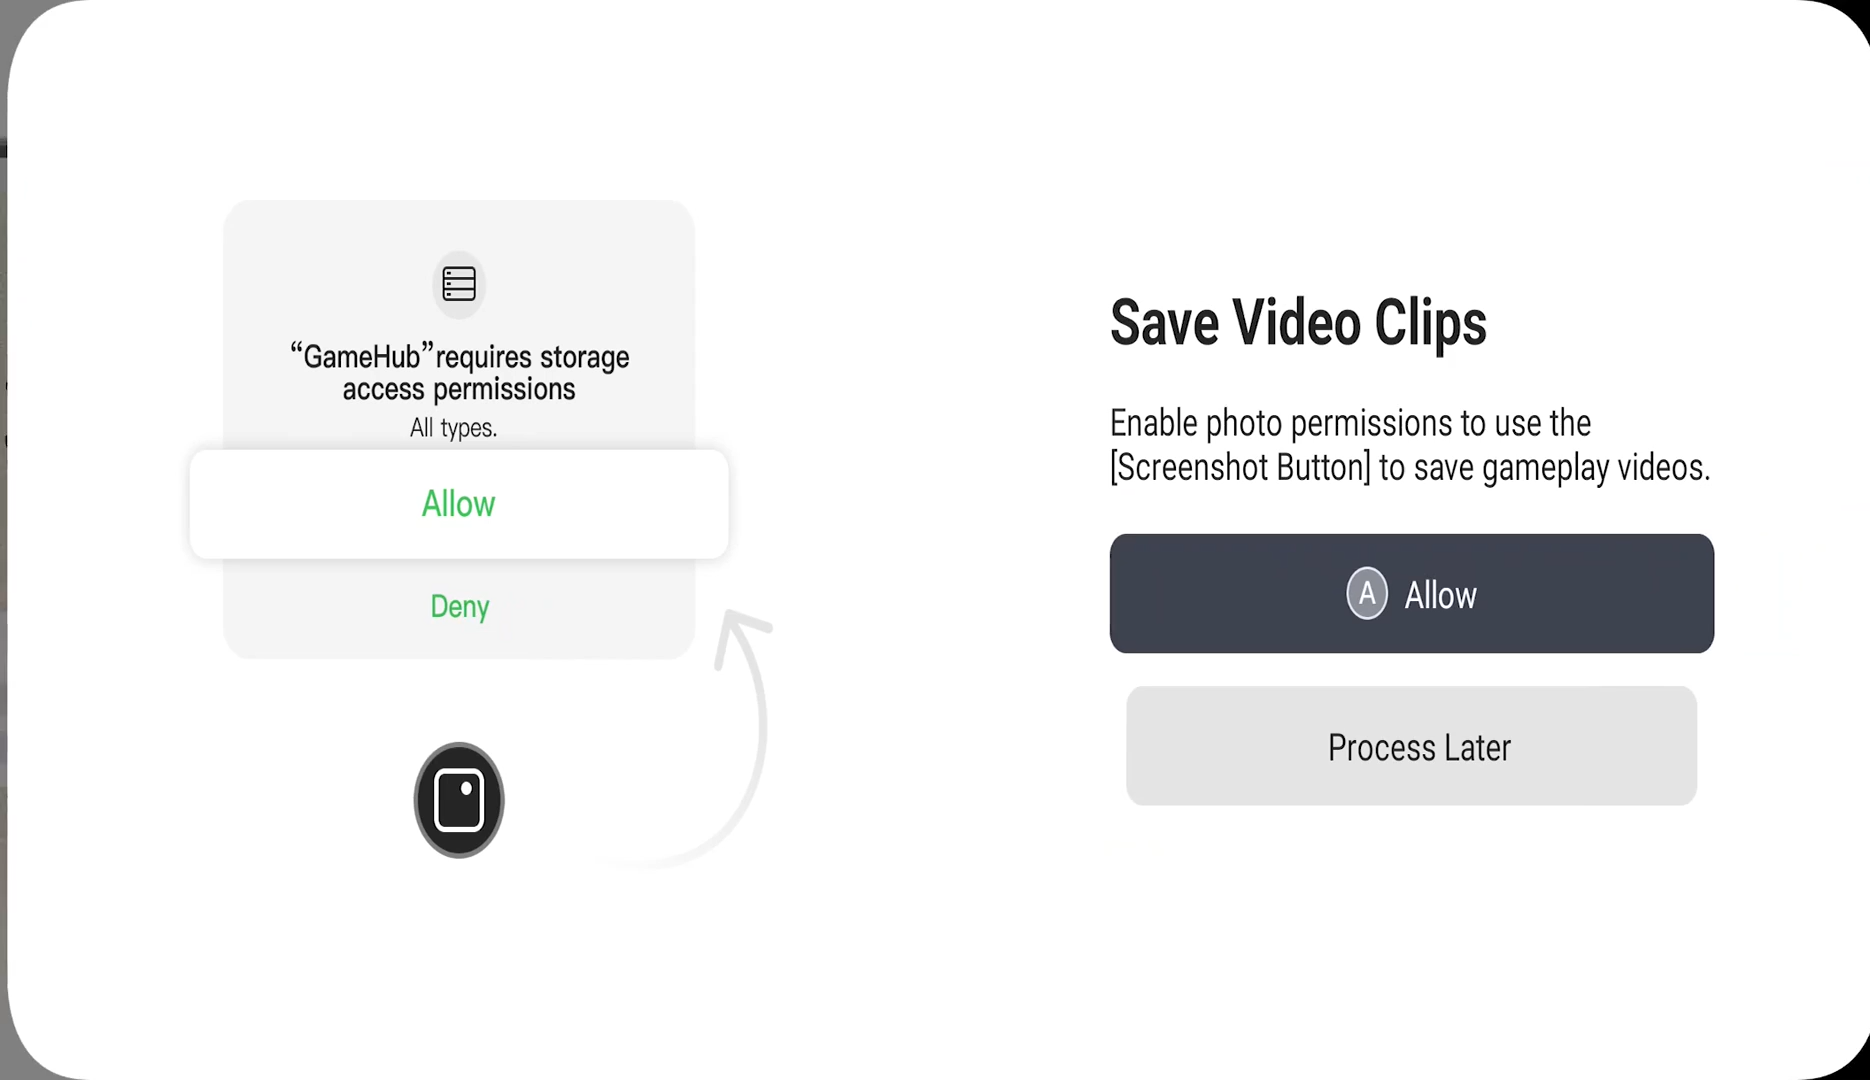 “GameHub”requires storage
access permissions
All types.
Allow
Deny
Save Video Clips
Enable photo permissions to use the
[Screenshot Button] to save gameplay videos.
A Allow
Process Later